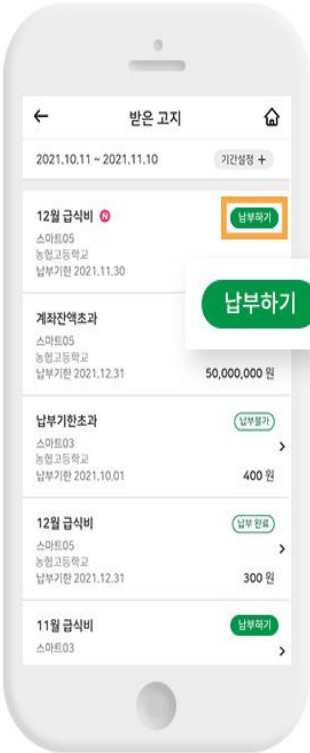 받은 고지
2021.10.11 ~ 2021.11.10 기간설정 +
12월 급식비 N 납부하기
스마트05
농협고등학교
납부기한 2021.11.30
납부하기
계좌잔액초과
스마트05
농협고등학교
납부기한 2021.12.31 50,000,000 원
납부기한초과 납부불가
스마트03
농협고등학교
납부기한 2021.10.01 400 원
12월 급식비 납부 완료
스마트05
농협고등학교
납부기한 2021.12.31 300 원
11월 급식비 납부하기
스마트03